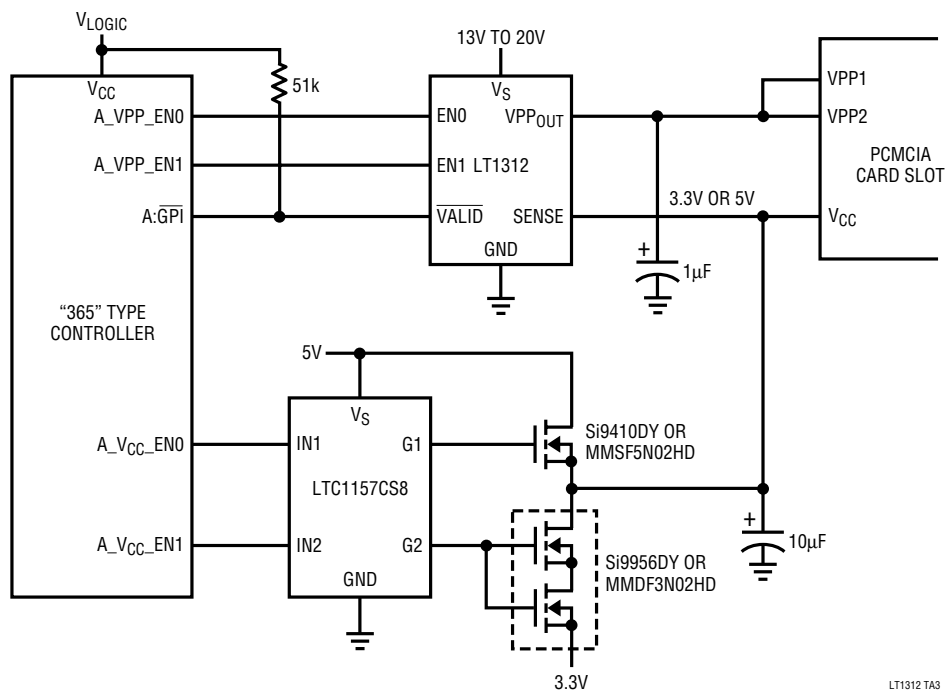 VLOGIC
VCC
51k
13V TO 20V
VS
A_VPP_EN0
EN0
VPPOUT
VPP1
VPP2
A_VPP_EN1
EN1 LT1312
PCMCIA
CARD SLOT
A:GPI
VALID
SENSE
3.3V OR 5V
VCC
GND
+
1µF
"365" TYPE
CONTROLLER
5V
VS
A_VCC_EN0
IN1
G1
Si9410DY OR
MMSF5N02HD
LTC1157CS8
A_VCC_EN1
IN2
G2
+
10µF
Si9956DY OR
MMDF3N02HD
GND
3.3V
LT1312 TA3